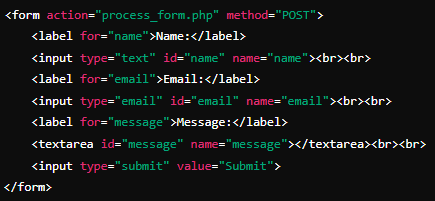 <form action="process_form.php" method="POST">
<label for="name">Name:</label>
<input type="text" id="name" name="name"><br><br>
<label for="email">Email:</label>
<input type="email" id="email" name="email"><br><br>
<label for="message">Message:</label>
<textarea id="message" name="message"></textarea><br><br>
<input type="submit" value="Submit">
</form>